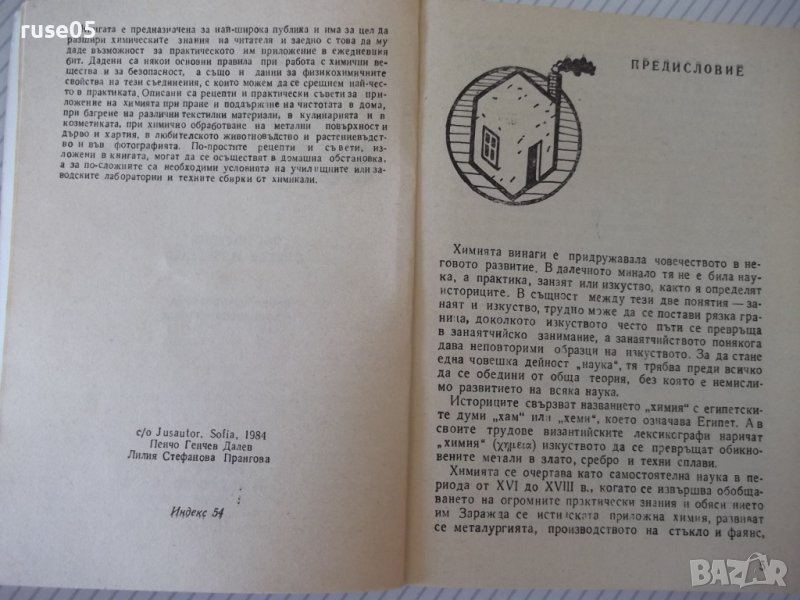 ruse05
Книгата е предназначена за най-широка публика и има за цел да
разшири химическите знания на читателя и заедно с това да му
даде възможност за практическото им приложение в ежедневния
бит. Дадени са някои основни правила при работа с химични ве-
щества и за безопасност, а също и данни за физикохимичните
свойства на тези съединения, с които можем да се срещнем най-чес-
то в практиката. Описани са рецепти и практически съвети за при-
ложение на химията при пране и поддържане на чистотата в дома,
при багрене на различни текстилни материали, в кулинарията и в
козметиката, при химично обработване на метални повърхности и
дърво и хартия, в любителското животновъдство и растениевъдст-
во и във фотографията. По-простите рецепти и съвети, из-
ложени в книгата, могат да се осъществят в домашна обстановка,
а за по-сложните са необходими условията на училищните или за-
водските лаборатории и техните сбирки от химикали.
c/o Jusautor, Sofia, 1984
Пенчо Генчев Далев
Лилия Стефанова Прангова
Индекс 54
ПРЕДИСЛОВИЕ
Химията винаги е придружавала човечеството в не-
говото развитие. В далечното минало тя не е била нау-
ка, а практика, занаят или изкуство, както я определят
историците. В същност между тези две понятия — за-
наят и изкуство, трудно може да се постави рязка гра-
ница, доколкото изкуството често пъти се превръща
в занаятчийско занимание, а занаятчийството понякога
дава неповторими образци на изкуството. За да стане
една човешка дейност „наука", тя трябва преди всичко
да се обедини от обща теория, без която е немисли-
мо развитието на всяка наука.
Историците свързват названието „химия" с египетски-
те думи „хам" или „хеми", което означава Египет. А в
своите трудове византийските лексикографи наричат
„химия" (χημεια) изкуството да се превръщат обикно-
вените метали в злато, сребро и техни сплави.
Химията се очертава като самостоятелна наука в пе-
риода от XVI до XVIII в., когато се извършва обобща-
ването на огромните практически знания и обяснието
им Заражда се истинската приложна химия, развиват
се металургията, производството на стъкло и фаянс,
3
BAZAR